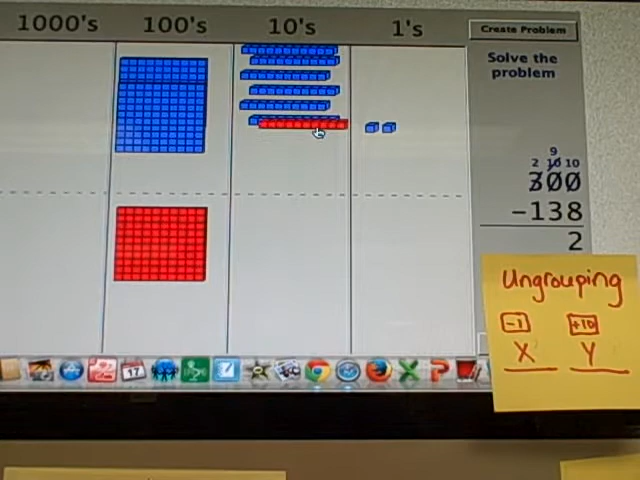 1000's 100's 10's 1's
Create Problem
Solve the
problem
9
2 10 10
300
-138
2
17
Ungrouping
-1 +10
X Y